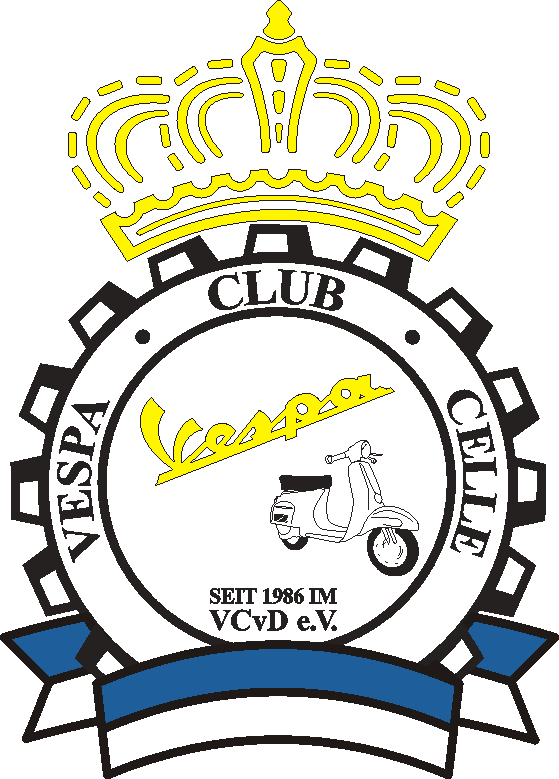 VESPA
CLUB
CELLE
Vespa
SEIT 1986 IM
VCvD e.V.